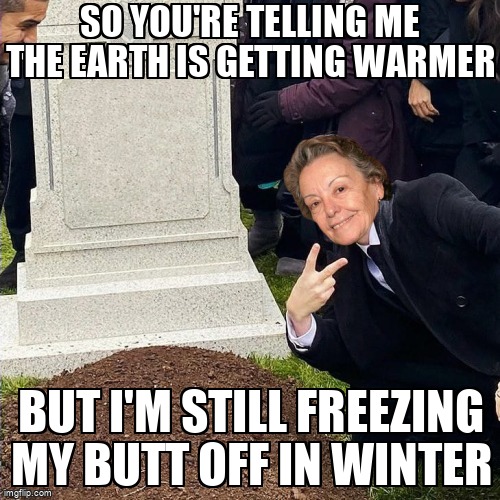 SO YOU'RE TELLING ME
THE EARTH IS GETTING WARMER
BUT I'M STILL FREEZING
MY BUTT OFF IN WINTER
imgflip.com